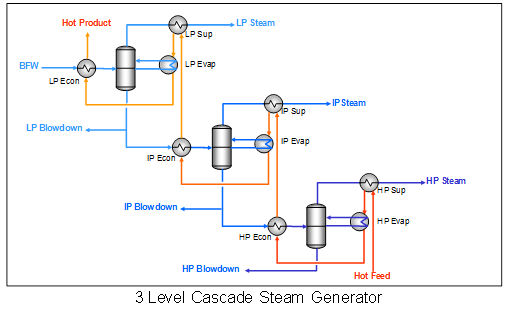 Hot Product
LP Sup
LP Steam
BFW
LP Evap
LP Econ
LP Blowdown
IP Sup
IP Steam
IP Evap
IP Econ
HP Sup
HP Steam
IP Blowdown
HP Evap
HP Econ
HP Blowdown
Hot Feed
3 Level Cascade Steam Generator